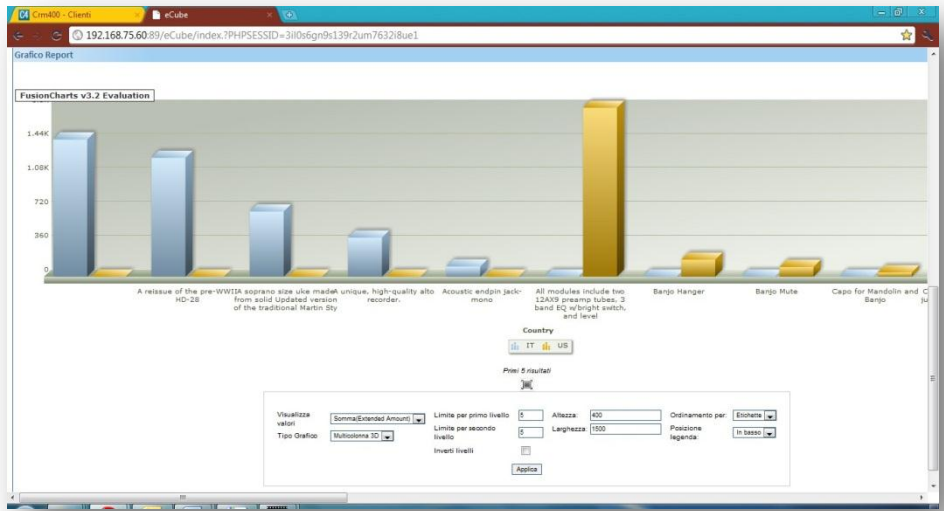 Crm400 - Clienti
eCube
192.168.75.60:89/eCube/index.?PHPSESSID=3il0s6gn9s139r2um7632i8ue1
Grafico Report
FusionCharts v3.2 Evaluation
1.44K
1.08K
720
360
0
A reissue of the pre-WWII
HD-28
A soprano size uke made
from solid Updated version
of the traditional Martin Sty
A unique, high-quality alto
recorder.
Acoustic endpin jack-
mono
All modules include two
12AX9 preamp tubes, 3
band EQ w/bright switch,
and level
Banjo Hanger
Banjo Mute
Capo for Mandolin and
Banjo
Country
IT US
Primi 5 risultati
Visualizza
valori
Somma(Extended Amount)
Limite per primo livello
5
Altezza:
400
Ordinamento per:
Etichette
Tipo Grafico
Multicolonna 3D
Limite per secondo
livello
5
Larghezza:
1500
Posizione
legenda:
In basso
Inverti livelli
Applica